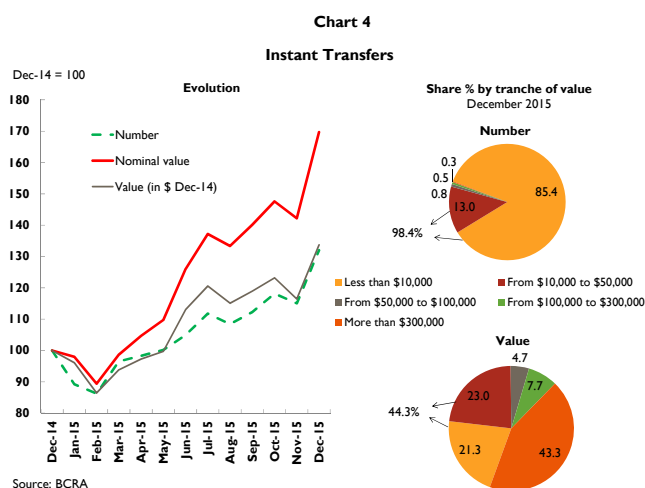 Chart 4
Instant Transfers
Dec-14 = 100
Evolution
180
170
160
150
140
130
120
110
100
90
80
Number
Nominal value
Value (in $ Dec-14)
Dec-14
Jan-15
Feb-15
Mar-15
Apr-15
May-15
Jun-15
Jul-15
Aug-15
Sep-15
Oct-15
Nov-15
Dec-15
Source: BCRA
Share % by tranche of value
December 2015
Number
0.3
0.5
0.8
13.0
85.4
98.4%
Less than $10,000
From $10,000 to $50,000
From $50,000 to $100,000
From $100,000 to $300,000
More than $300,000
Value
4.7
7.7
23.0
44.3%
21.3
43.3